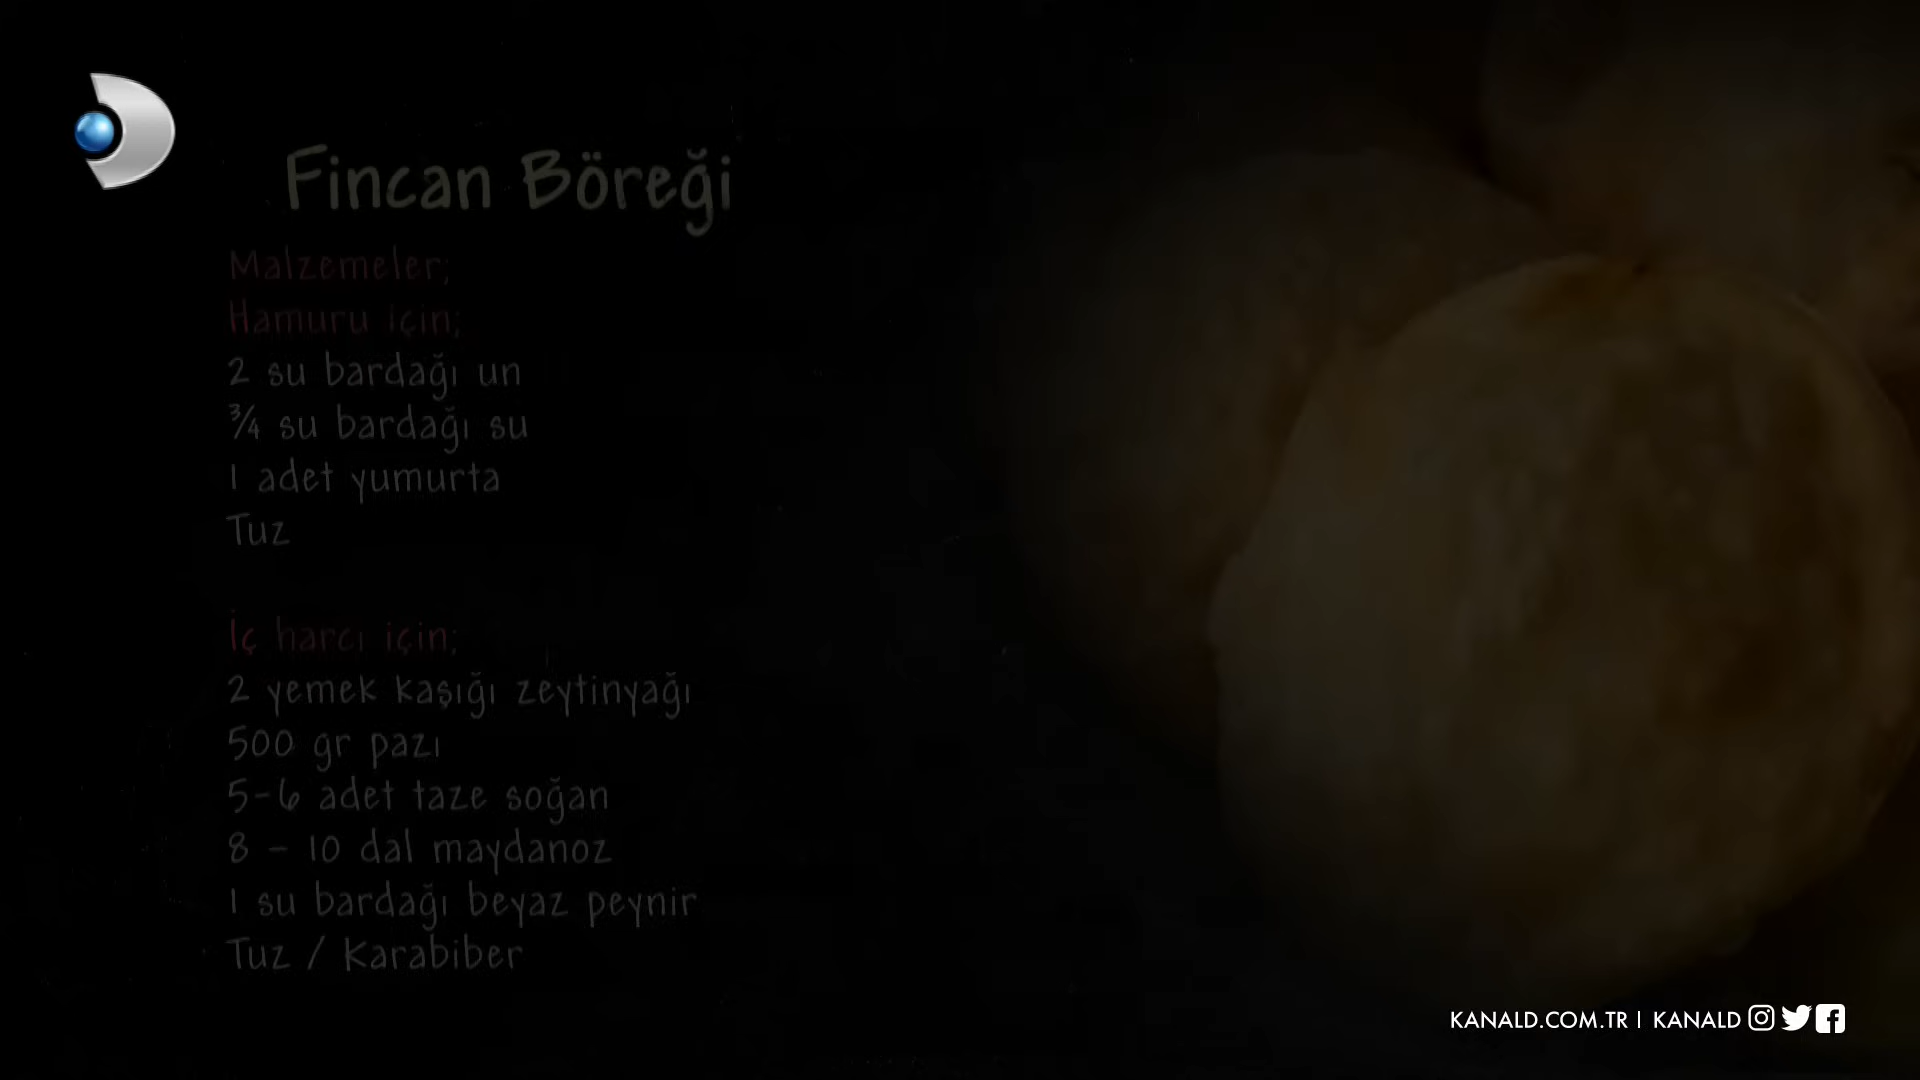 Fincan Böreği
Malzemeler;
Hamuru için;
2 su bardağı un
¾ su bardağı su
1 adet yumurta
Tuz
İç harcı için;
2 yemek kaşığı zeytinyağı
500 gr pazı
5-6 adet taze soğan
8 - 10 dal maydanoz
1 su bardağı beyaz peynir
Tuz / Karabiber
KANALD.COM.TR | KANALD